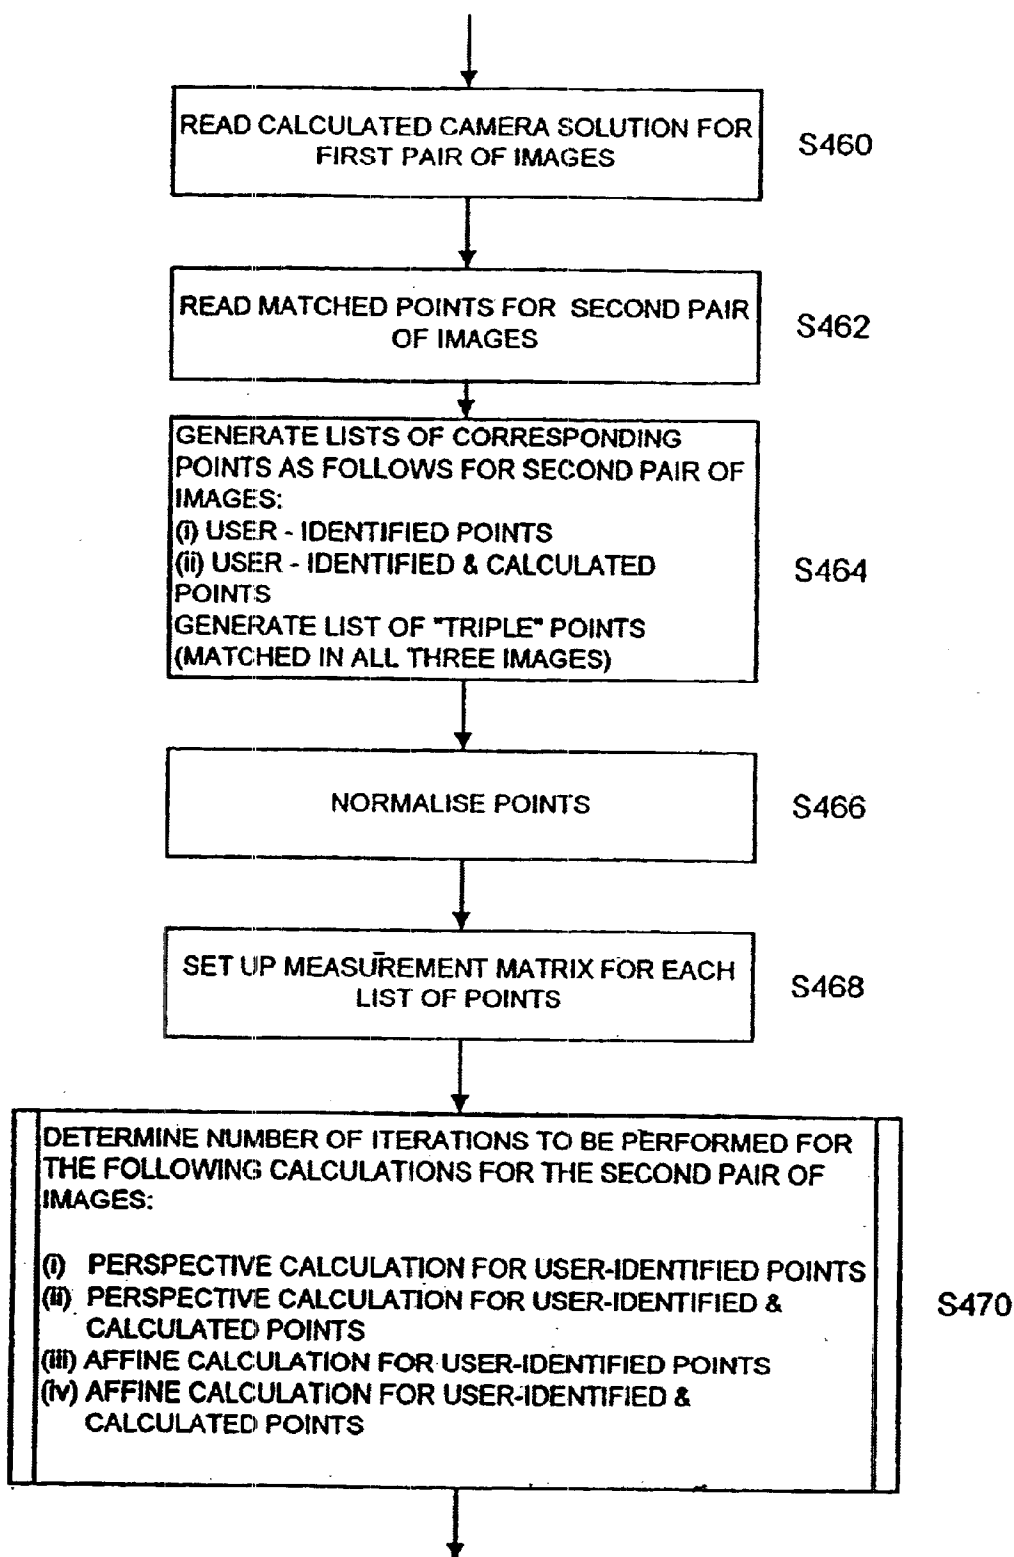 READ CALCULATED CAMERA SOLUTION FOR
FIRST PAIR OF IMAGES
S460
READ MATCHED POINTS FOR SECOND PAIR
OF IMAGES
S462
GENERATE LISTS OF CORRESPONDING
POINTS AS FOLLOWS FOR SECOND PAIR OF
IMAGES:
(i) USER - IDENTIFIED POINTS
(ii) USER - IDENTIFIED & CALCULATED
POINTS
GENERATE LIST OF "TRIPLE" POINTS
(MATCHED IN ALL THREE IMAGES)
S464
NORMALISE POINTS
S466
SET UP MEASUREMENT MATRIX FOR EACH
LIST OF POINTS
S468
DETERMINE NUMBER OF ITERATIONS TO BE PERFORMED FOR
THE FOLLOWING CALCULATIONS FOR THE SECOND PAIR OF
IMAGES:
(i) PERSPECTIVE CALCULATION FOR USER-IDENTIFIED POINTS
(ii) PERSPECTIVE CALCULATION FOR USER-IDENTIFIED &
CALCULATED POINTS
(iii) AFFINE CALCULATION FOR USER-IDENTIFIED POINTS
(iv) AFFINE CALCULATION FOR USER-IDENTIFIED &
CALCULATED POINTS
S470